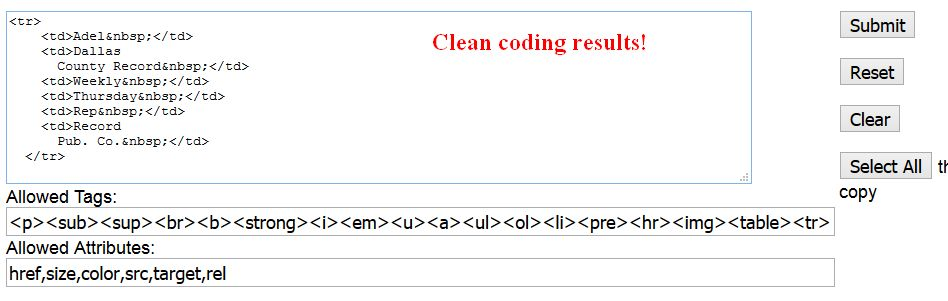 <tr>
<td>Adel&nbsp;</td>
<td>Dallas
County Record&nbsp;</td>
<td>Weekly&nbsp;</td>
<td>Thursday&nbsp;</td>
<td>Rep&nbsp;</td>
<td>Record
Pub. Co.&nbsp;</td>
</tr>
Clean coding results!
Submit
Reset
Clear
Select All th
copy
Allowed Tags:
<p><sub><sup><br><b><strong><i><em><u><a><ul><ol><li><pre><hr><img><table><tr>
Allowed Attributes:
href,size,color,src,target,rel